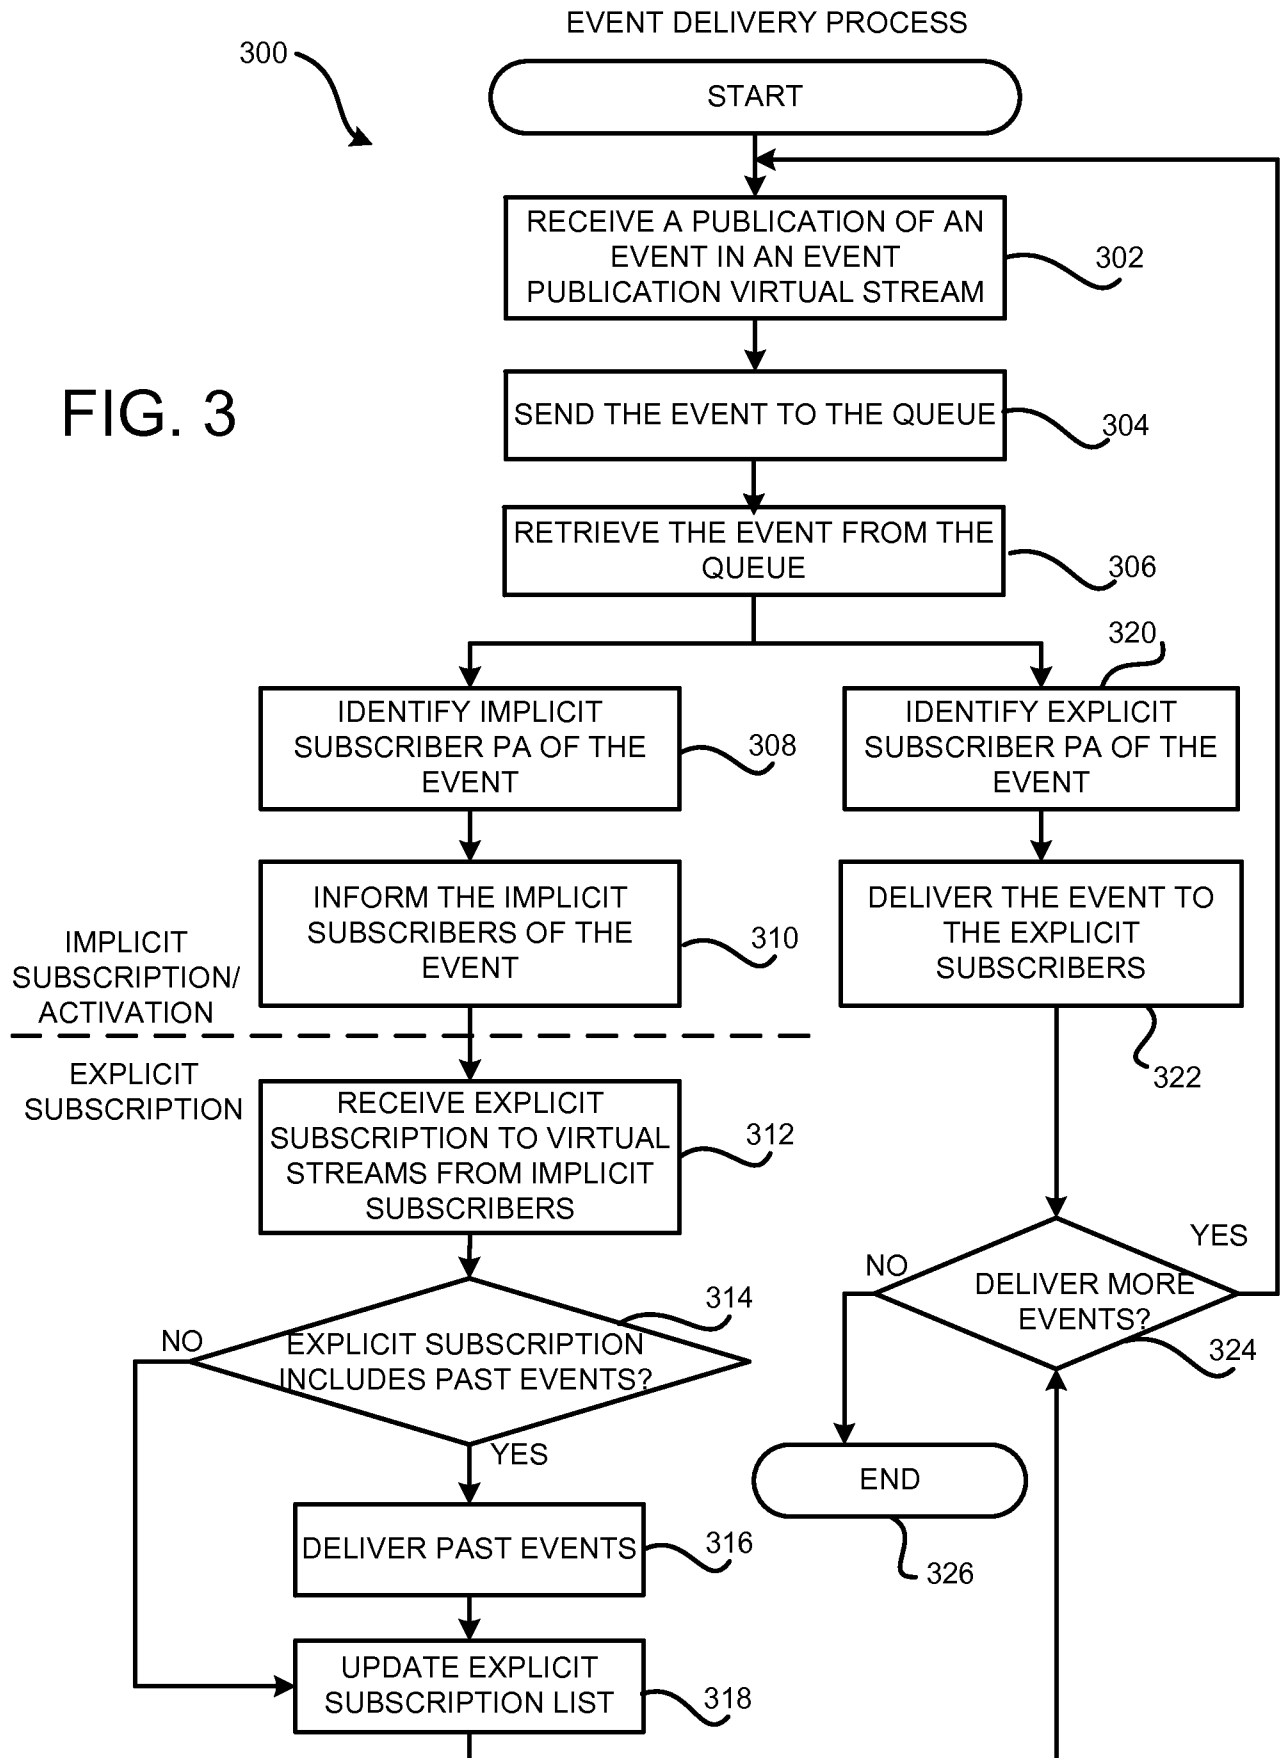 EVENT DELIVERY PROCESS
300
START
RECEIVE A PUBLICATION OF AN
EVENT IN AN EVENT
PUBLICATION VIRTUAL STREAM
302
FIG. 3
SEND THE EVENT TO THE QUEUE
304
RETRIEVE THE EVENT FROM THE
QUEUE
306
320
IDENTIFY IMPLICIT
SUBSCRIBER PA OF THE
EVENT
308
IDENTIFY EXPLICIT
SUBSCRIBER PA OF THE
EVENT
INFORM THE IMPLICIT
SUBSCRIBERS OF THE
EVENT
310
DELIVER THE EVENT TO
THE EXPLICIT
SUBSCRIBERS
322
IMPLICIT
SUBSCRIPTION/
ACTIVATION
EXPLICIT
SUBSCRIPTION
RECEIVE EXPLICIT
SUBSCRIPTION TO VIRTUAL
STREAMS FROM IMPLICIT
SUBSCRIBERS
312
YES
NO
DELIVER MORE
EVENTS?
324
314
NO
EXPLICIT SUBSCRIPTION
INCLUDES PAST EVENTS?
YES
END
326
DELIVER PAST EVENTS
316
UPDATE EXPLICIT
SUBSCRIPTION LIST
318